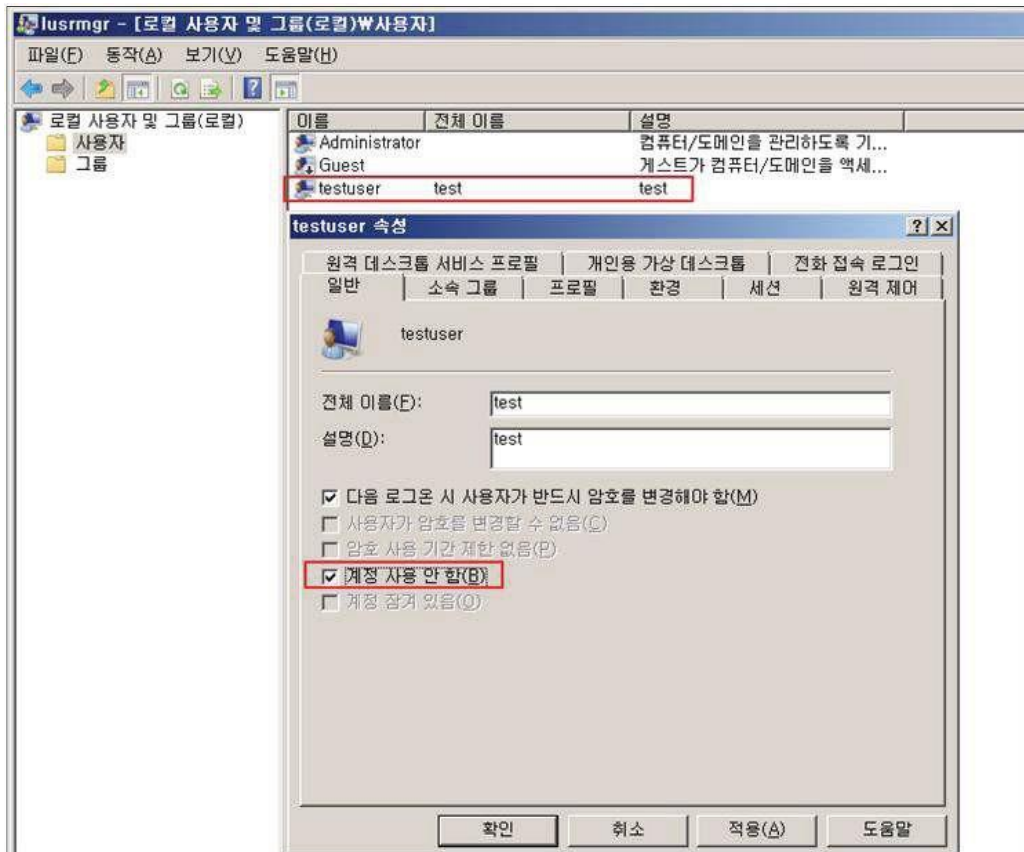 lusrmgr - [로컬 사용자 및 그룹(로컬)₩사용자]
파일(F) 동작(A) 보기(V) 도움말(H)
로컬 사용자 및 그룹(로컬)
사용자
그룹
이름 전체 이름 설명
Administrator 컴퓨터/도메인을 관리하도록 기...
Guest 게스트가 컴퓨터/도메인을 액세...
testuser test test
testuser 속성
원격 데스크톱 서비스 프로필 개인용 가상 데스크톱 전화 접속 로그인
일반 소속 그룹 프로필 환경 세션 원격 제어
testuser
전체 이름(F): test
설명(D): test
다음 로그온 시 사용자가 반드시 암호를 변경해야 함(M)
사용자가 암호를 변경할 수 없음(C)
암호 사용 기간 제한 없음(P)
계정 사용 안 함(B)
계정 잠겨 있음(O)
확인 취소 적용(A) 도움말